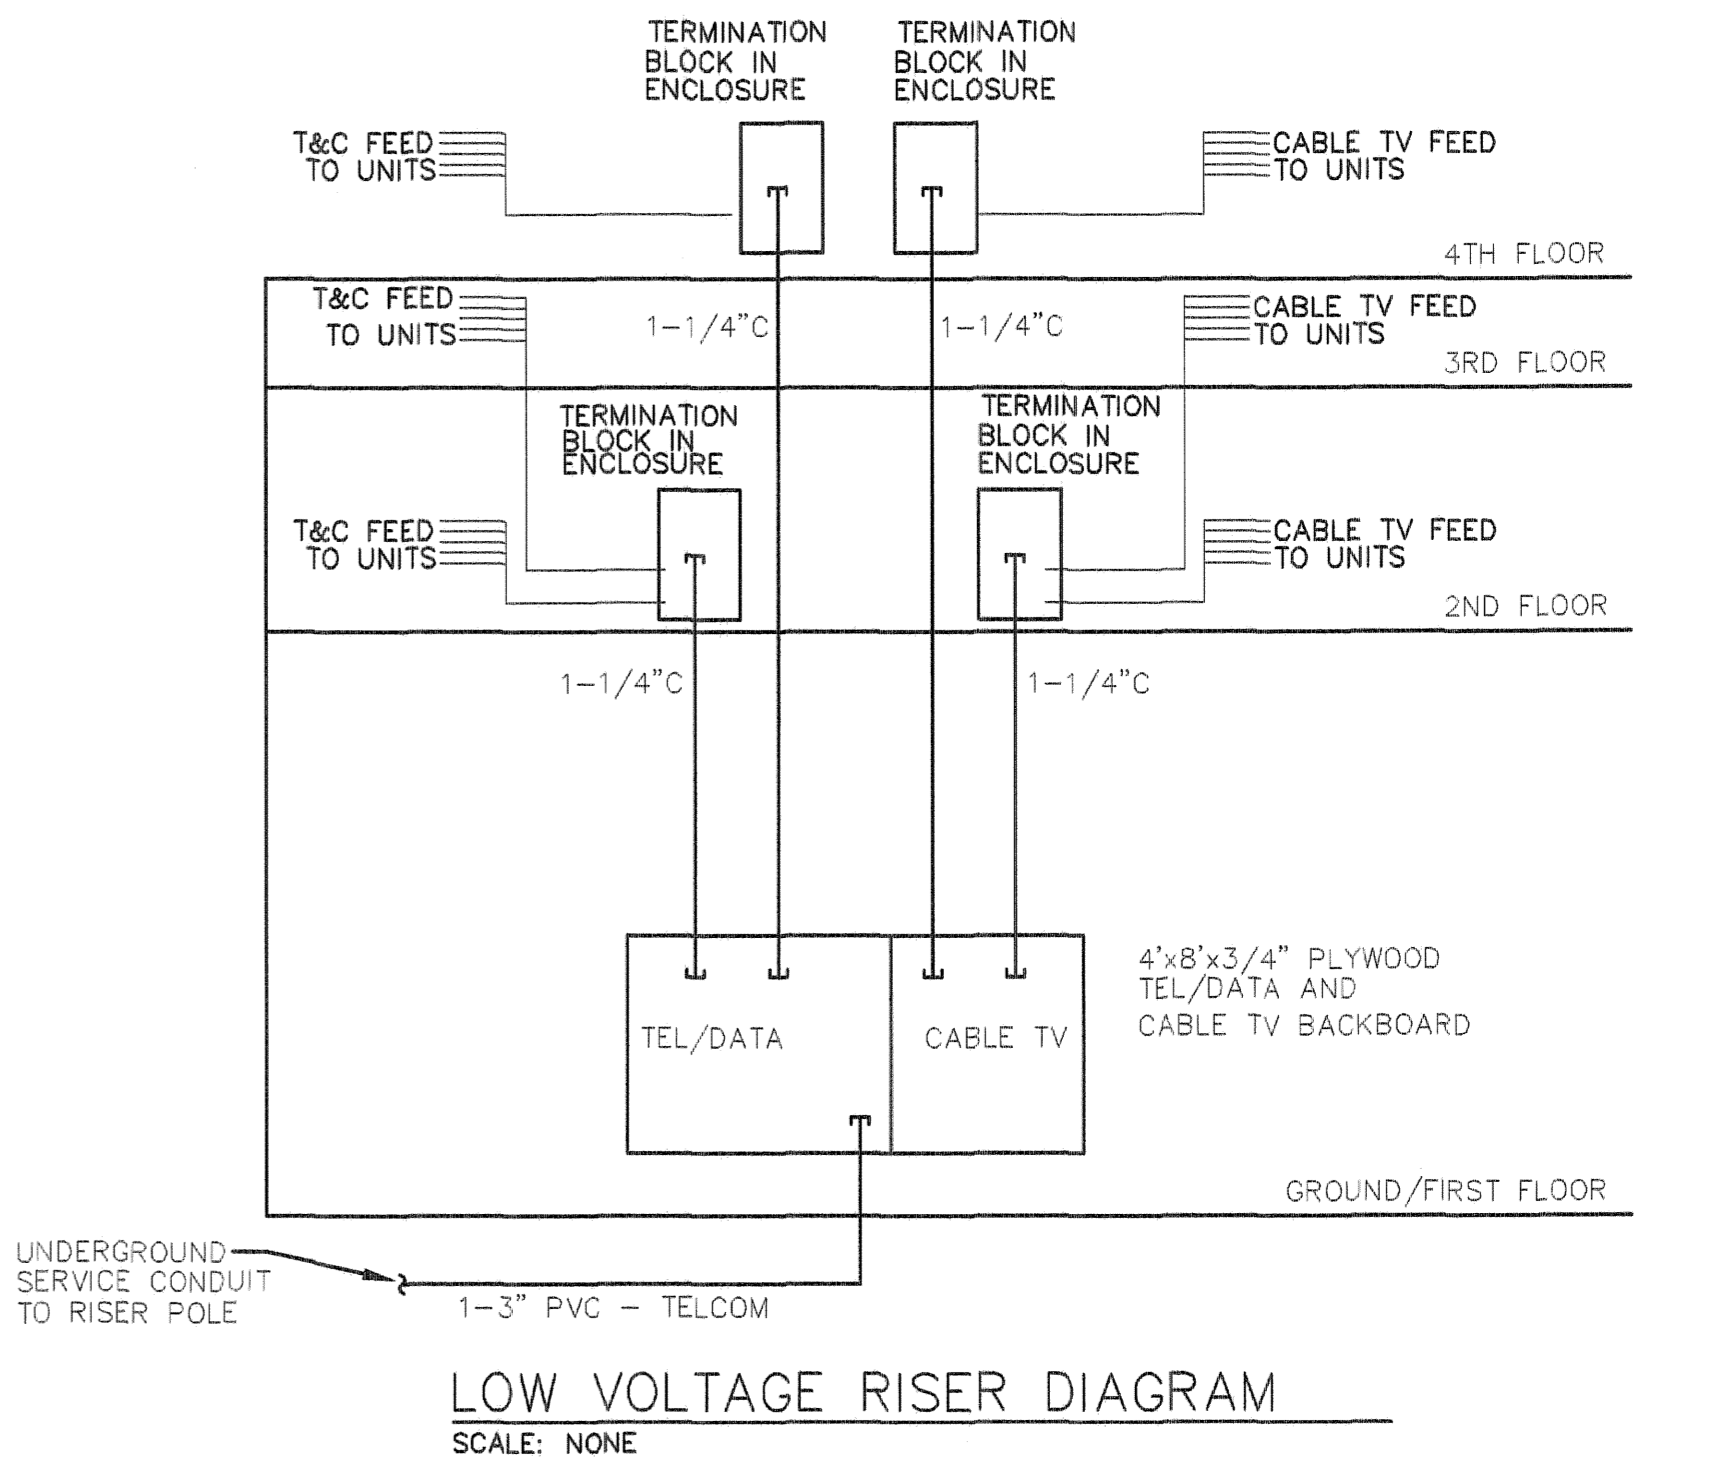 TERMINATION
BLOCK IN
ENCLOSURE
TERMINATION
BLOCK IN
ENCLOSURE
T&C FEED
TO UNITS
CABLE TV FEED
TO UNITS
4TH FLOOR
T&C FEED
TO UNITS
1-1/4"C
1-1/4"C
CABLE TV FEED
TO UNITS
3RD FLOOR
TERMINATION
BLOCK IN
ENCLOSURE
TERMINATION
BLOCK IN
ENCLOSURE
T&C FEED
TO UNITS
CABLE TV FEED
TO UNITS
2ND FLOOR
1-1/4"C
1-1/4"C
4'x8'x3/4" PLYWOOD
TEL/DATA AND
CABLE TV BACKBOARD
TEL/DATA
CABLE TV
GROUND/FIRST FLOOR
UNDERGROUND
SERVICE CONDUIT
TO RISER POLE
1-3" PVC - TELCOM
LOW VOLTAGE RISER DIAGRAM
SCALE: NONE